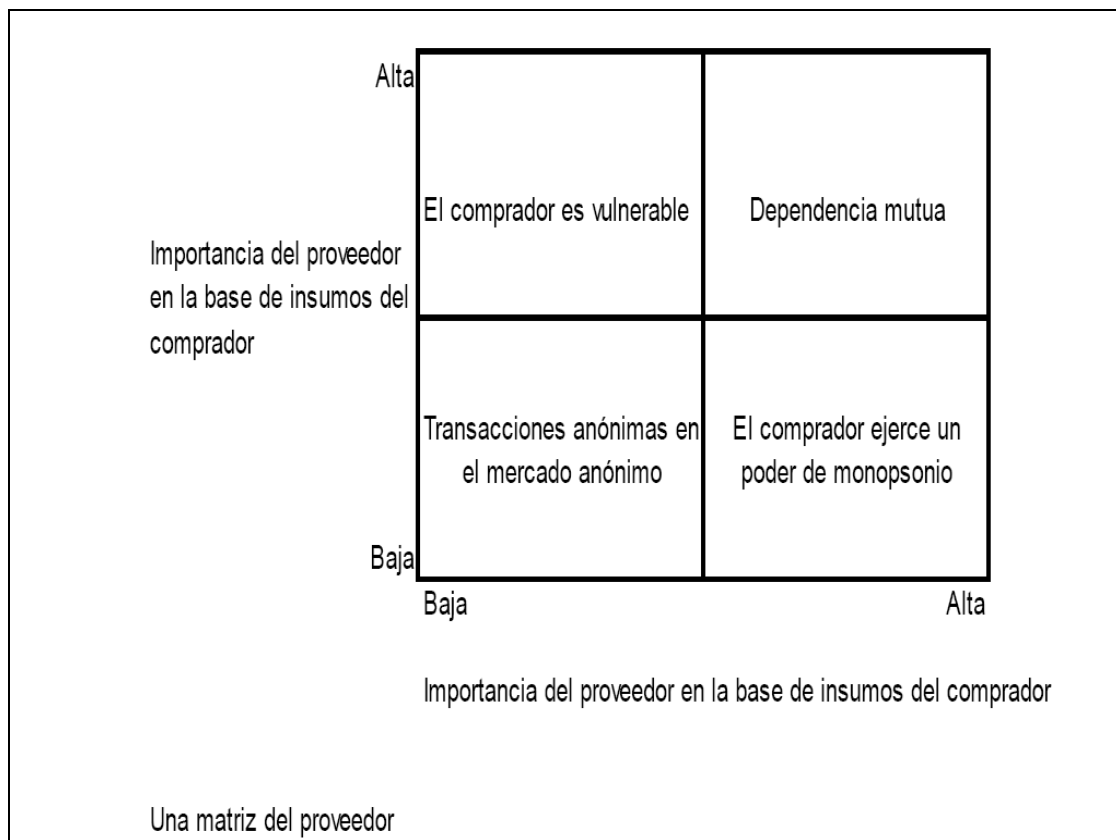 Alta
El comprador es vulnerable
Dependencia mutua
Importancia del proveedor
en la base de insumos del
comprador
Transacciones anónimas en
el mercado anónimo
El comprador ejerce un
poder de monopsonio
Baja
Baja
Alta
Importancia del proveedor en la base de insumos del comprador
Una matriz del proveedor